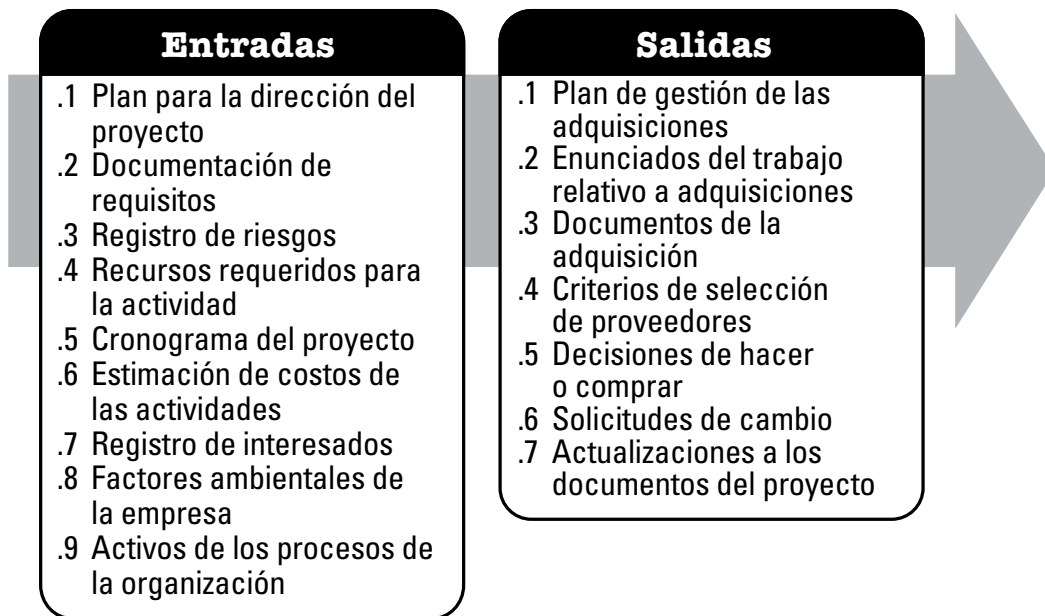 Entradas
.1 Plan para la dirección del
proyecto
.2 Documentación de
requisitos
.3 Registro de riesgos
.4 Recursos requeridos para
la actividad
.5 Cronograma del proyecto
.6 Estimación de costos de
las actividades
.7 Registro de interesados
.8 Factores ambientales de
la empresa
.9 Activos de los procesos de
la organización
Salidas
.1 Plan de gestión de las
adquisiciones
.2 Enunciados del trabajo
relativo a adquisiciones
.3 Documentos de la
adquisición
.4 Criterios de selección
de proveedores
.5 Decisiones de hacer
o comprar
.6 Solicitudes de cambio
.7 Actualizaciones a los
documentos del proyecto